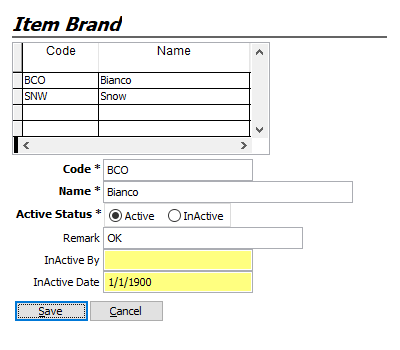 Item Brand
Code Name
BCO Bianco
SNW Snow
Code * BCO
Name * Bianco
Active Status * Active InActive
Remark OK
InActive By
InActive Date 1/1/1900
Save Cancel